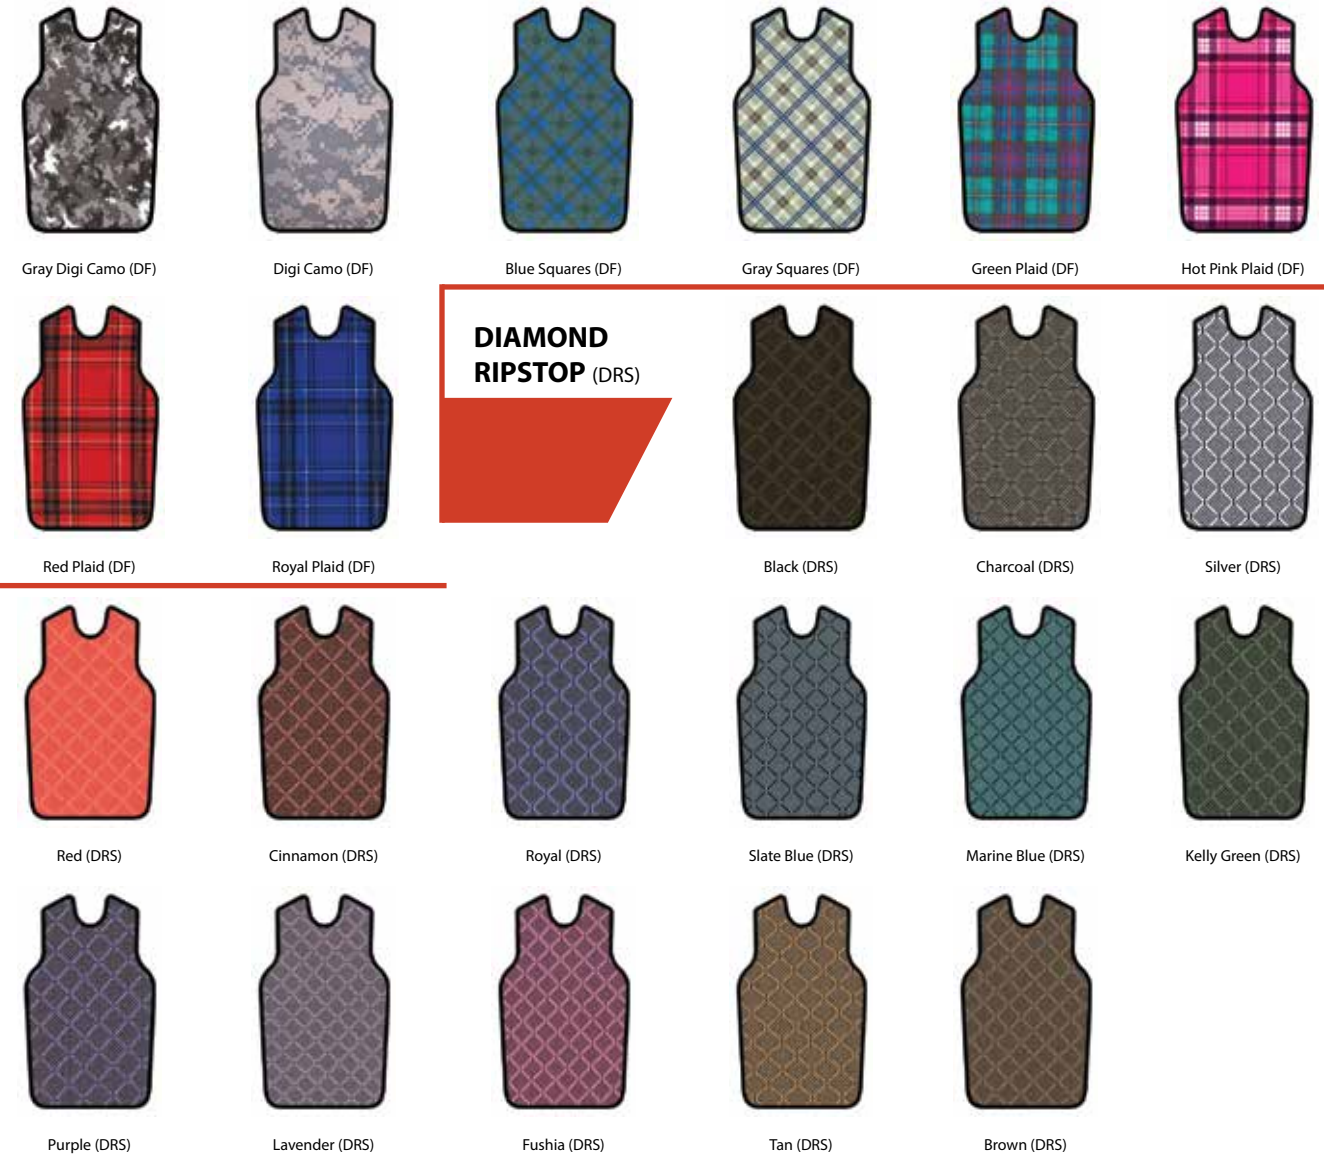 Gray Digi Camo (DF)
Digi Camo (DF)
Blue Squares (DF)
Gray Squares (DF)
Green Plaid (DF)
Hot Pink Plaid (DF)
DIAMOND
RIPSTOP (DRS)
Red Plaid (DF)
Royal Plaid (DF)
Black (DRS)
Charcoal (DRS)
Silver (DRS)
Red (DRS)
Cinnamon (DRS)
Royal (DRS)
Slate Blue (DRS)
Marine Blue (DRS)
Kelly Green (DRS)
Purple (DRS)
Lavender (DRS)
Fushia (DRS)
Tan (DRS)
Brown (DRS)